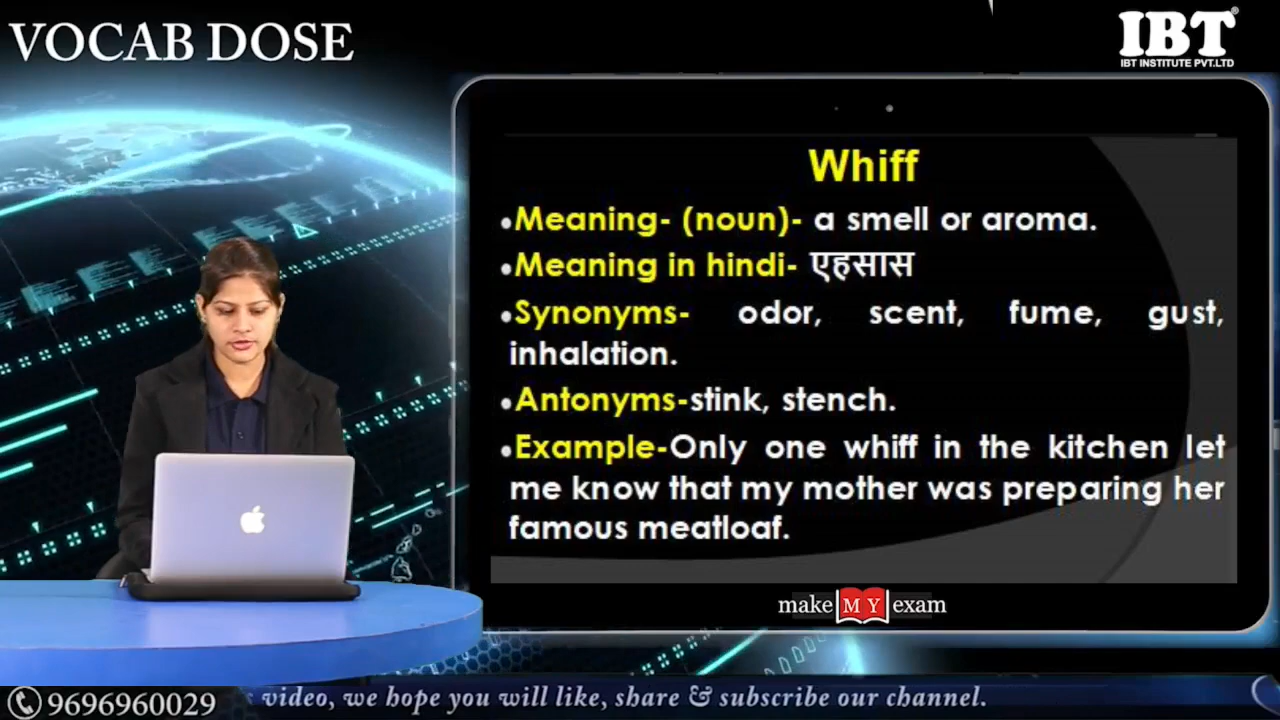 VOCAB DOSE
IBT®
IBT INSTITUTE PVT.LTD
Whiff
•Meaning- (noun)- a smell or aroma.
•Meaning in hindi- एहसास
•Synonyms- odor, scent, fume, gust,
inhalation.
•Antonyms-stink, stench.
•Example-Only one whiff in the kitchen let
me know that my mother was preparing her
famous meatloaf.
make MY exam
9696960029
video, we hope you will like, share & subscribe our channel.